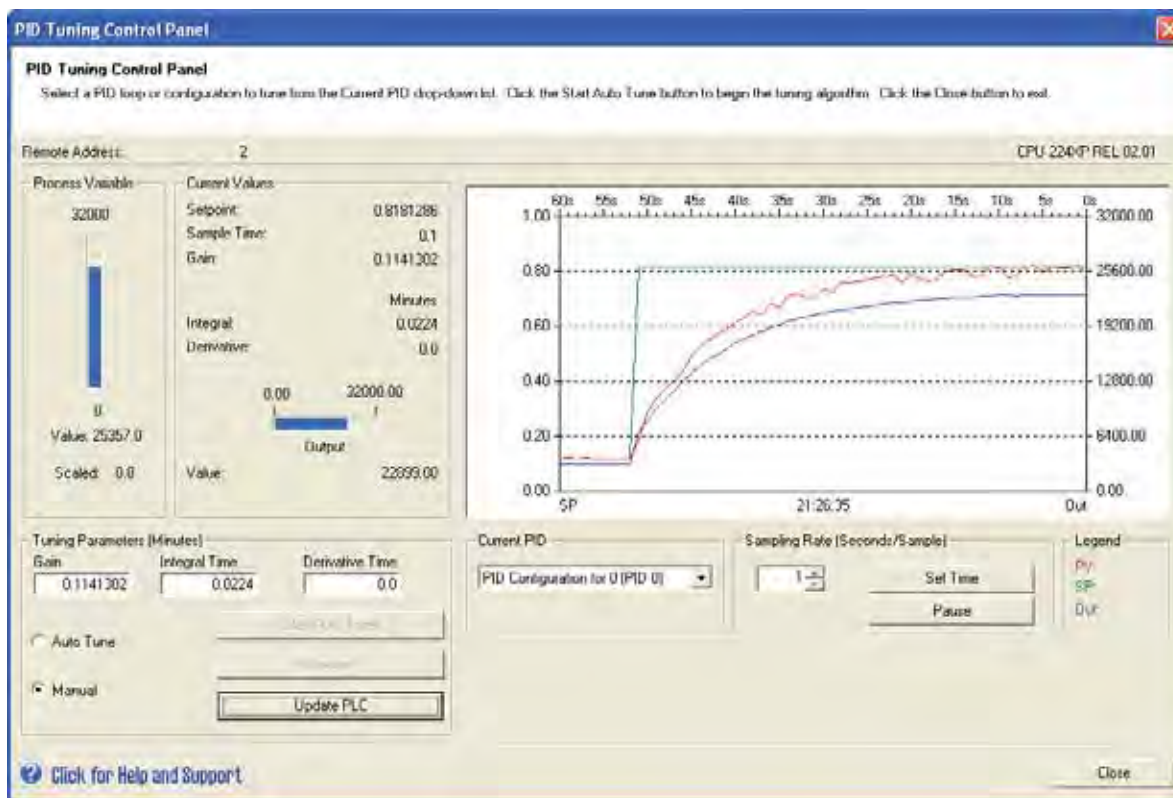 PID Tuning Control Panel
PID Tuning Control Panel
Select a PID loop or configuration to tune from the Current PID drop-down list. Click the Start Auto Tune button to begin the tuning algorithm. Click the Close button to exit.
Remote Address: 2 CPU 224XP REL 02.01
Process Variable
32000
0
Value: 25357.0
Scaled: 0.8
Current Values
Setpoint: 0.8181286
Sample Time: 0.1
Gain: 0.1141302
Minutes
Integral: 0.0224
Derivative: 0.0
0.00 32000.00
Output
Value: 22899.00
60s 55s 50s 45s 40s 35s 30s 25s 20s 15s 10s 5s 0s
1.00 32000.00
0.80 25600.00
0.60 19200.00
0.40 12800.00
0.20 6400.00
0.00 0.00
SP 21:26:35 Out
Tuning Parameters (Minutes)
Gain Integral Time Derivative Time
0.1141302 0.0224 0.0
Auto Tune
Manual
Update PLC
Current PID
PID Configuration for 0 (PID 0)
Sampling Rate (Seconds/Sample)
1 Set Time
Pause
Legend
PV:
SP:
Out:
Click for Help and Support
Close